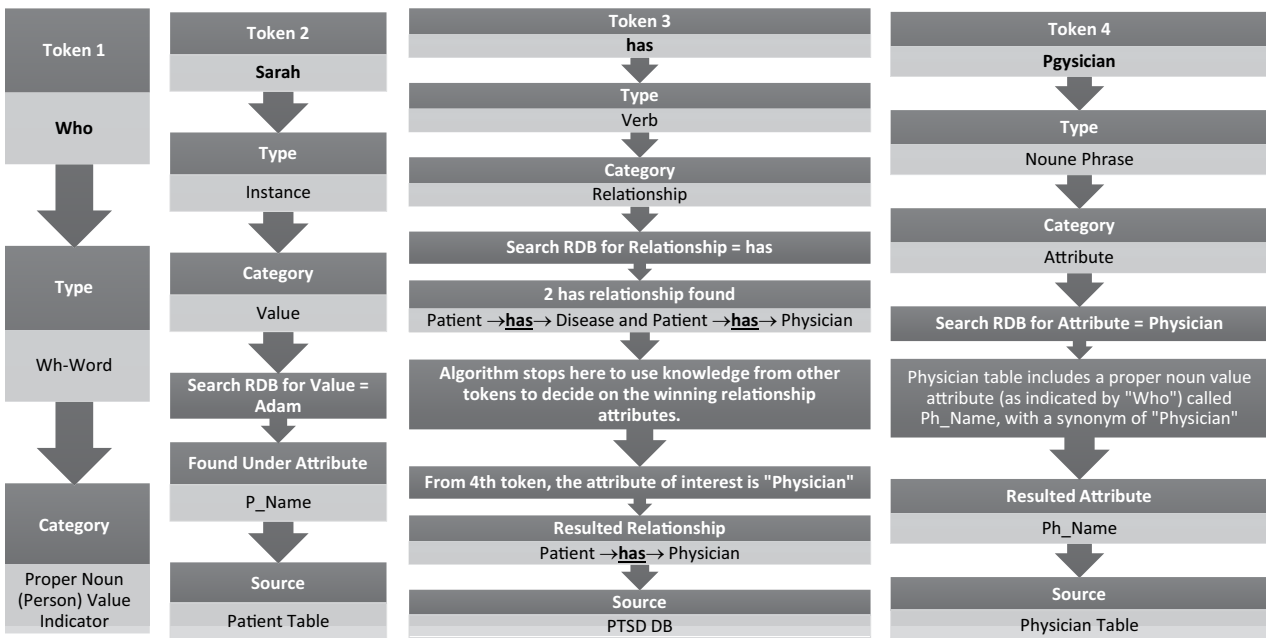 Token 1
Who
Type
Wh-Word
Category
Proper Noun
(Person) Value
Indicator
Token 2
Sarah
Type
Instance
Category
Value
Search RDB for Value =
Adam
Found Under Attribute
P_Name
Source
Patient Table
Token 3
has
Type
Verb
Category
Relationship
Search RDB for Relationship = has
2 has relationship found
Patient →has→ Disease and Patient →has→ Physician
Algorithm stops here to use knowledge from other
tokens to decide on the winning relationship
attributes.
From 4th token, the attribute of interest is "Physician"
Resulted Relationship
Patient →has→ Physician
Source
PTSD DB
Token 4
Pgysician
Type
Noune Phrase
Category
Attribute
Search RDB for Attribute = Physician
Physician table includes a proper noun value
attribute (as indicated by "Who") called
Ph_Name, with a synonym of "Physician"
Resulted Attribute
Ph_Name
Source
Physician Table